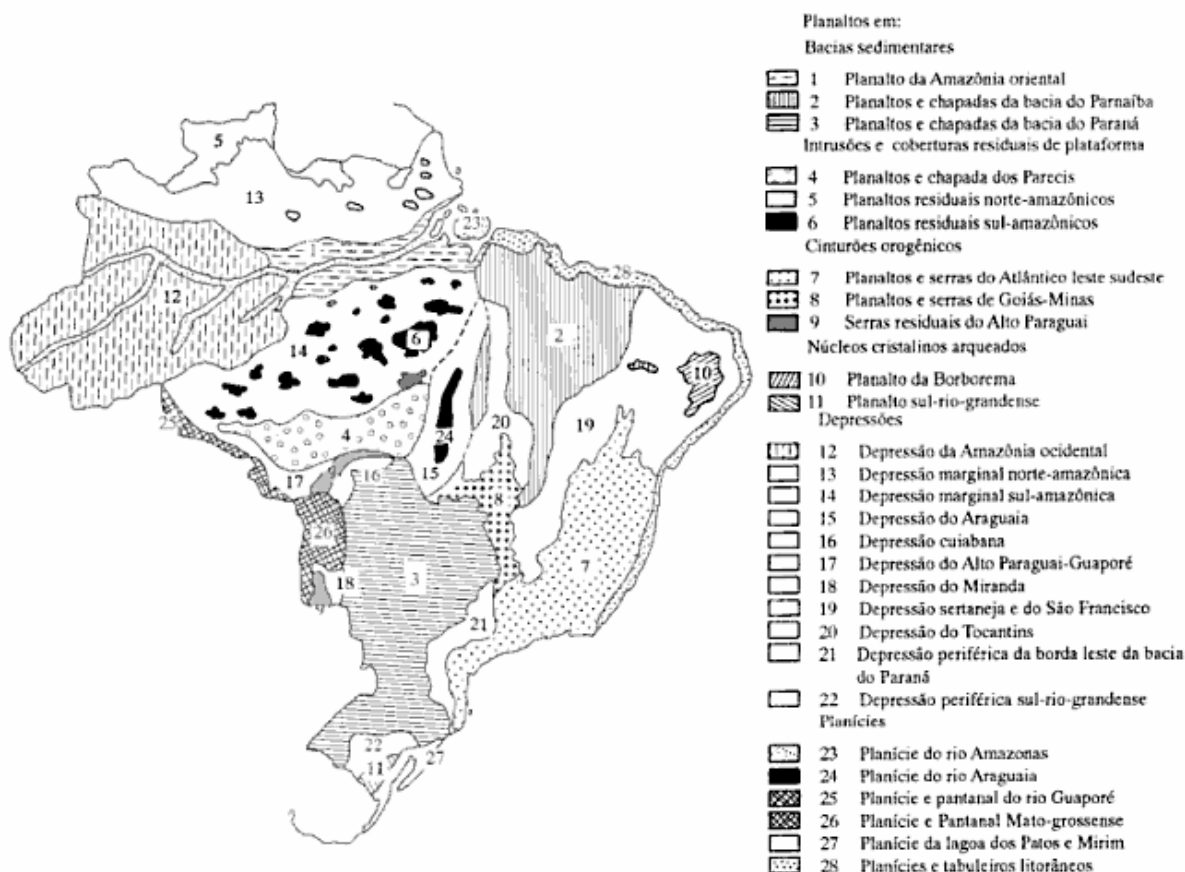 Planaltos em:
Bacias sedimentares
1 Planalto da Amazônia oriental
2 Planaltos e chapadas da bacia do Parnaíba
3 Planaltos e chapadas da bacia do Paraná
Intrusões e coberturas residuais de plataforma
4 Planaltos e chapada dos Parecis
5 Planaltos residuais norte-amazônicos
6 Planaltos residuais sul-amazônicos
Cinturões orogênicos
7 Planaltos e serras do Atlântico leste sudeste
8 Planaltos e serras de Goiás-Minas
9 Serras residuais do Alto Paraguai
Núcleos cristalinos arqueados
10 Planalto da Borborema
11 Planalto sul-rio-grandense
Depressões
12 Depressão da Amazônia ocidental
13 Depressão marginal norte-amazônica
14 Depressão marginal sul-amazônica
15 Depressão do Araguaia
16 Depressão cuiabana
17 Depressão do Alto Paraguai-Guaporé
18 Depressão do Miranda
19 Depressão sertaneja e do São Francisco
20 Depressão do Tocantins
21 Depressão periférica da borda leste da bacia
do Paraná
22 Depressão periférica sul-rio-grandense
Planícies
23 Planície do rio Amazonas
24 Planície do rio Araguaia
25 Planície e pantanal do rio Guaporé
26 Planície e Pantanal Mato-grossense
27 Planície da lagoa dos Patos e Mirim
28 Planícies e tabuleiros litorâneos
5
13
23
1
28
12
2
14
6
10
25
4
24
20
19
15
17
9
16
8
26
3
7
18
21
22
27
11